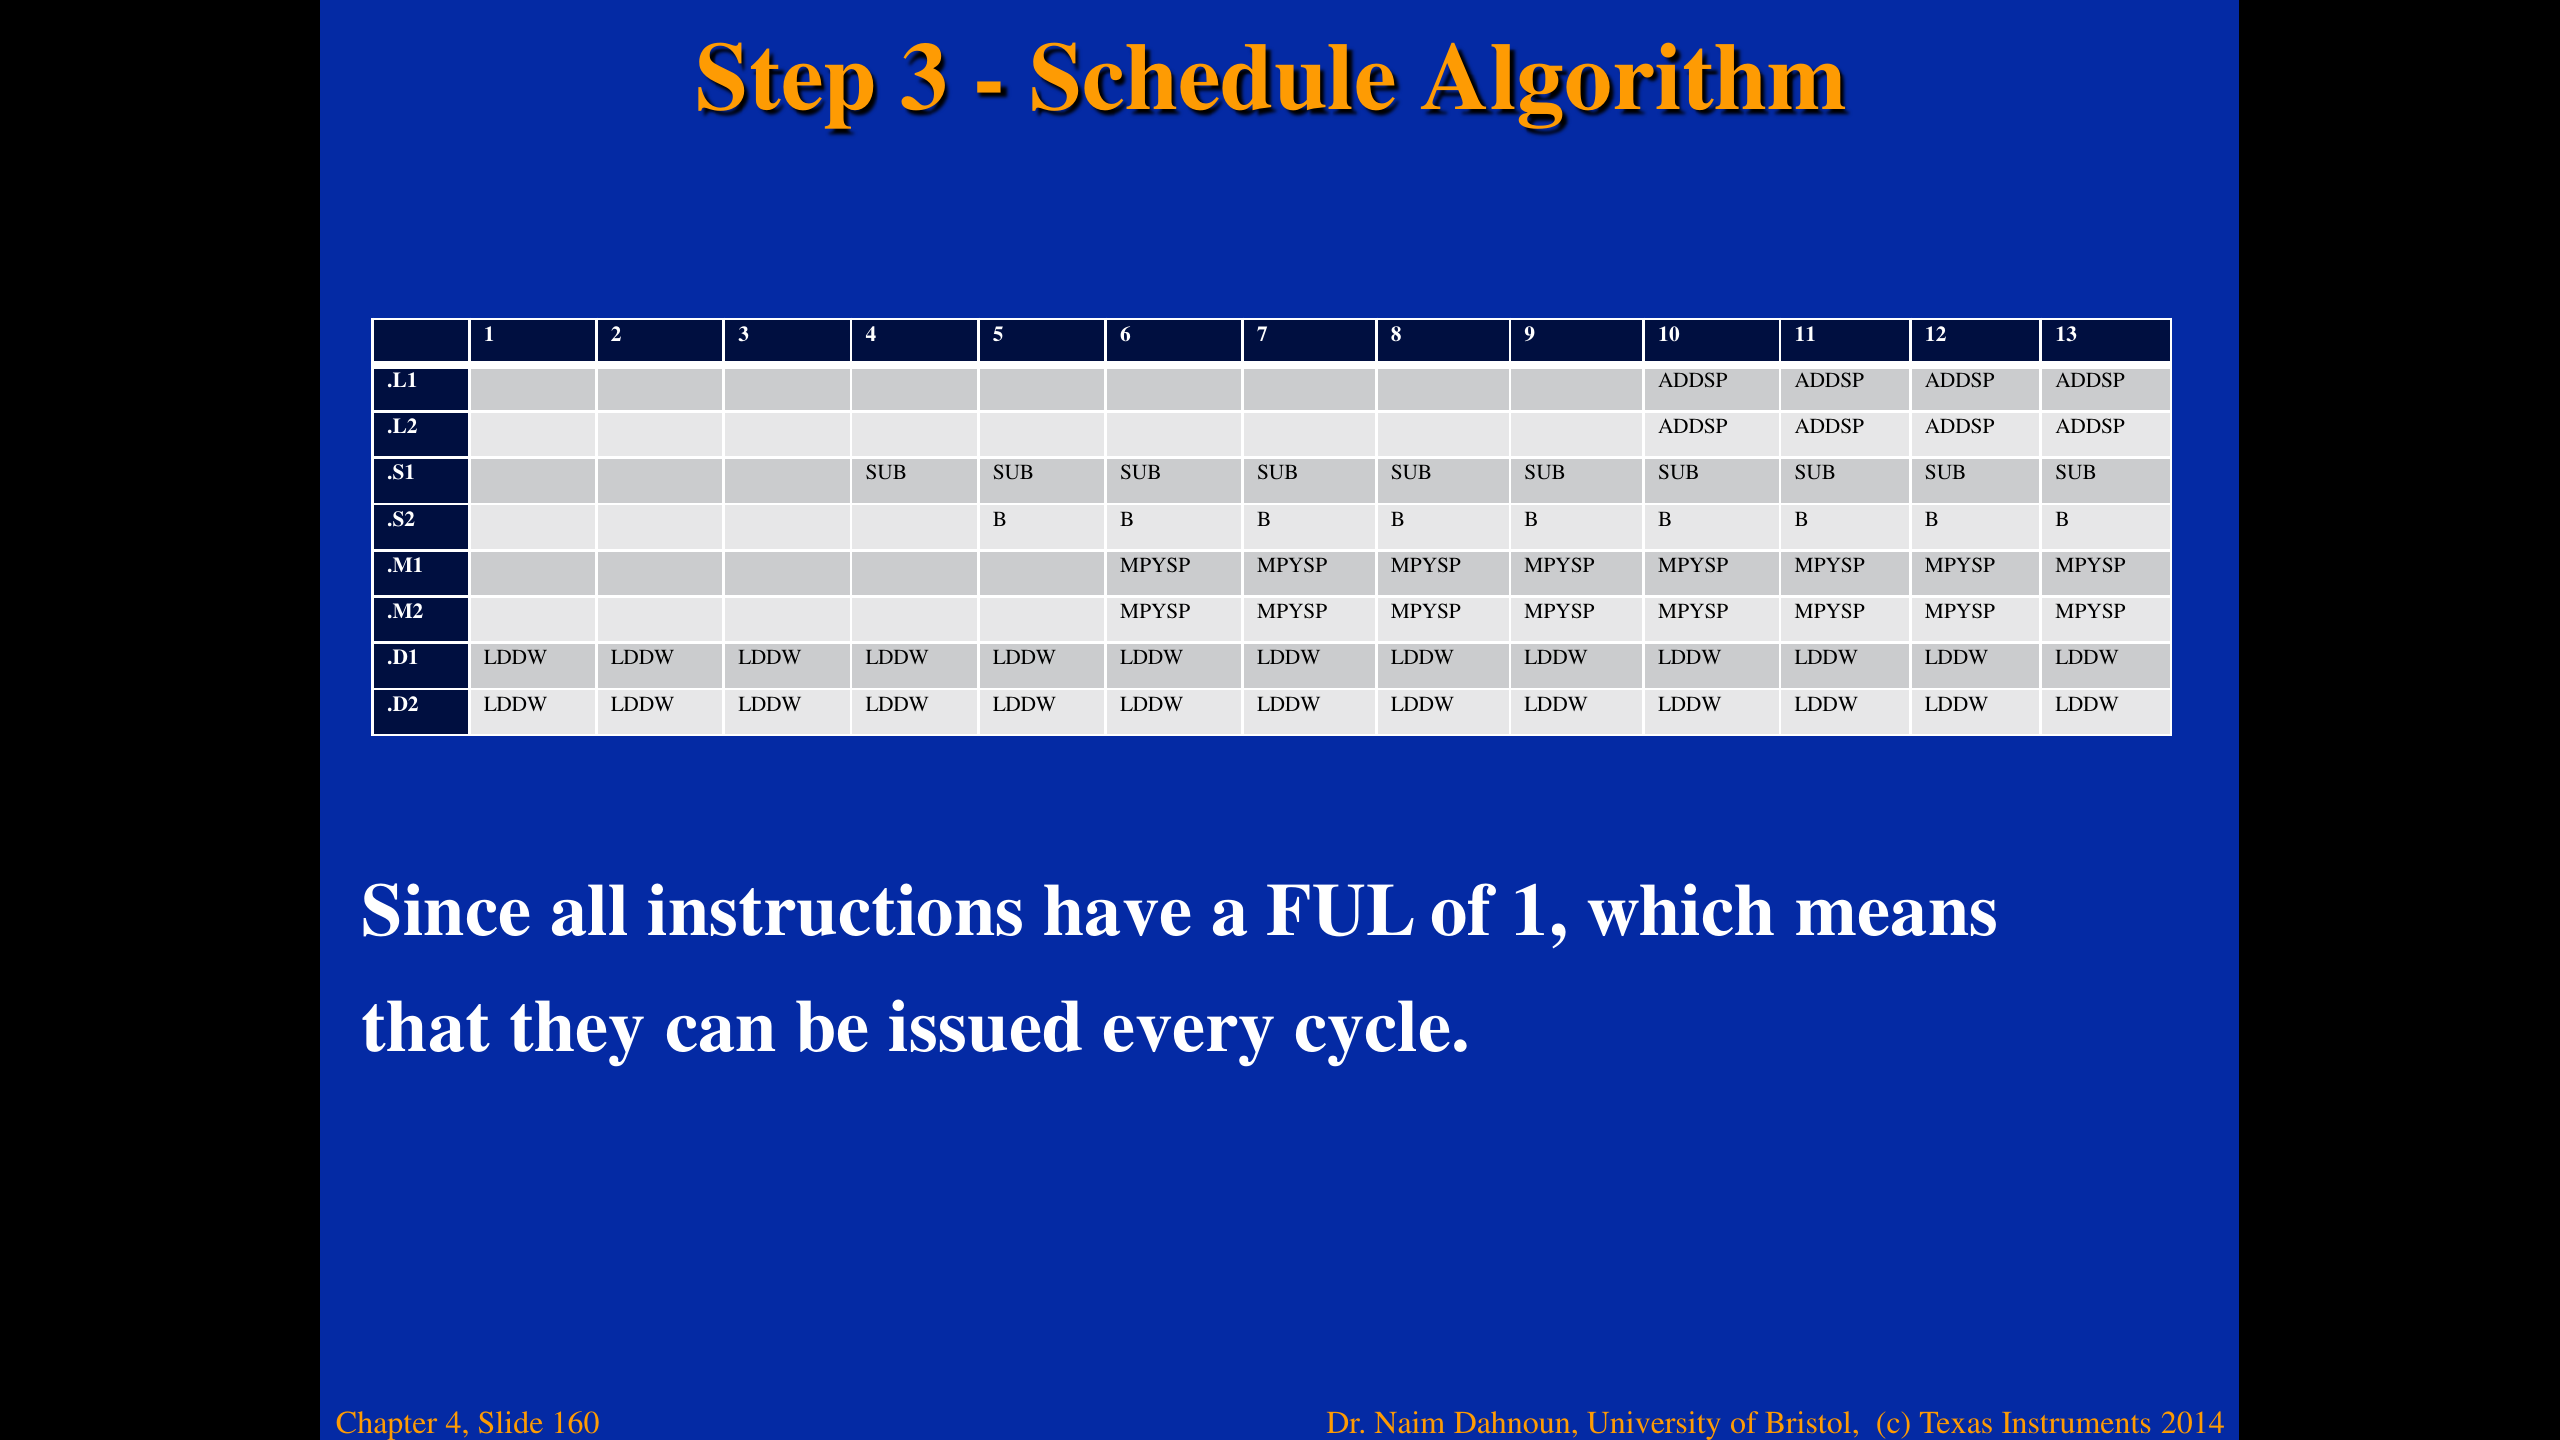 Step 3 - Schedule Algorithm
1 2 3 4 5 6 7 8 9 10 11 12 13
.L1 ADDSP ADDSP ADDSP ADDSP
.L2 ADDSP ADDSP ADDSP ADDSP
.S1 SUB SUB SUB SUB SUB SUB SUB SUB SUB SUB
.S2 B B B B B B B B B
.M1 MPYSP MPYSP MPYSP MPYSP MPYSP MPYSP MPYSP MPYSP
.M2 MPYSP MPYSP MPYSP MPYSP MPYSP MPYSP MPYSP MPYSP
.D1 LDDW LDDW LDDW LDDW LDDW LDDW LDDW LDDW LDDW LDDW LDDW LDDW LDDW
.D2 LDDW LDDW LDDW LDDW LDDW LDDW LDDW LDDW LDDW LDDW LDDW LDDW LDDW
Since all instructions have a FUL of 1, which means
that they can be issued every cycle.
Chapter 4, Slide 160
Dr. Naim Dahnoun, University of Bristol, (c) Texas Instruments 2014